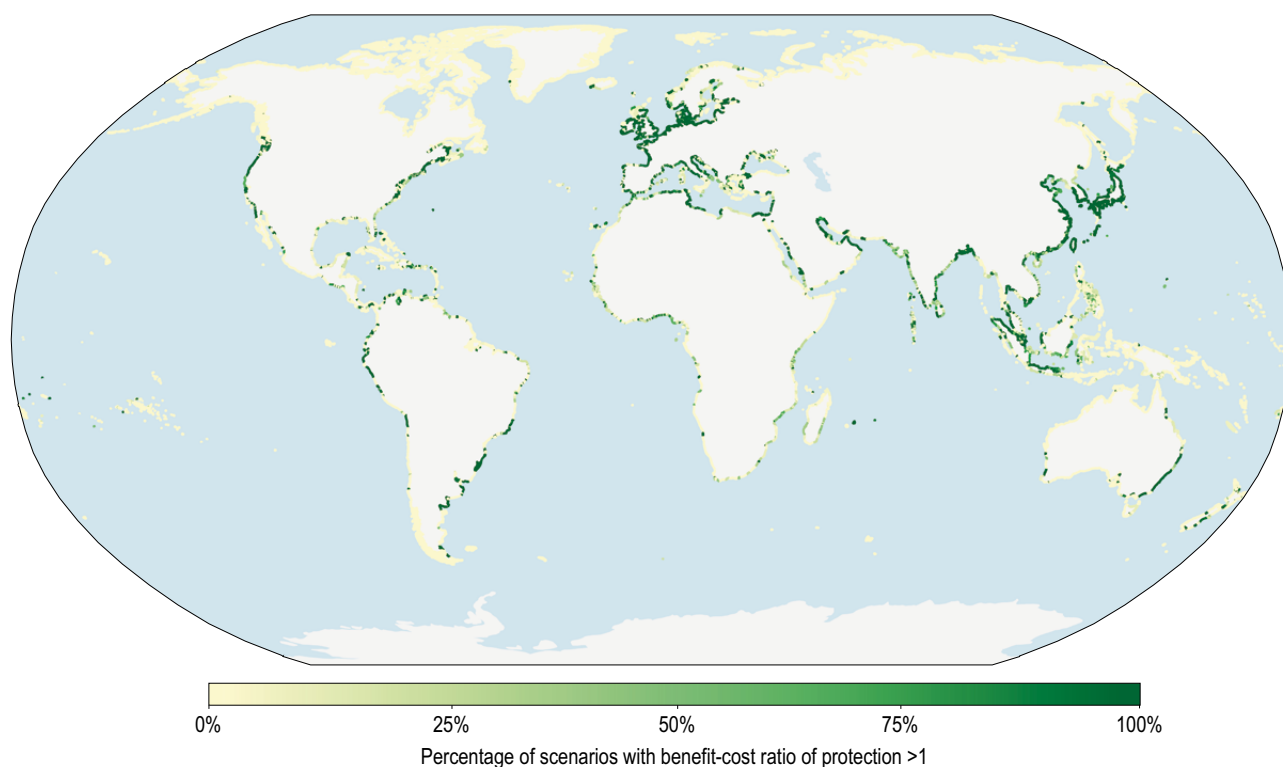 0% 25% 50% 75% 100%
Percentage of scenarios with benefit-cost ratio of protection >1